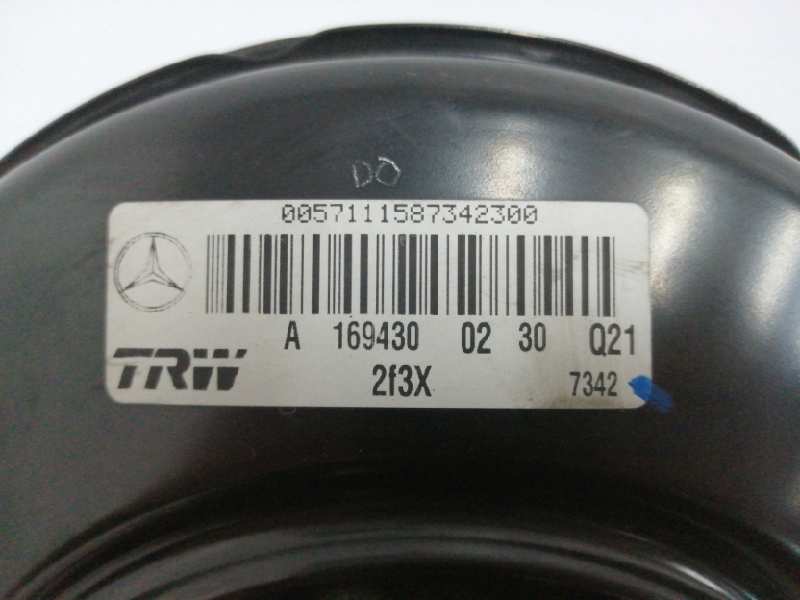 DO
0057111587342300
A 169430 02 30 Q21
TRW 2f3X 7342